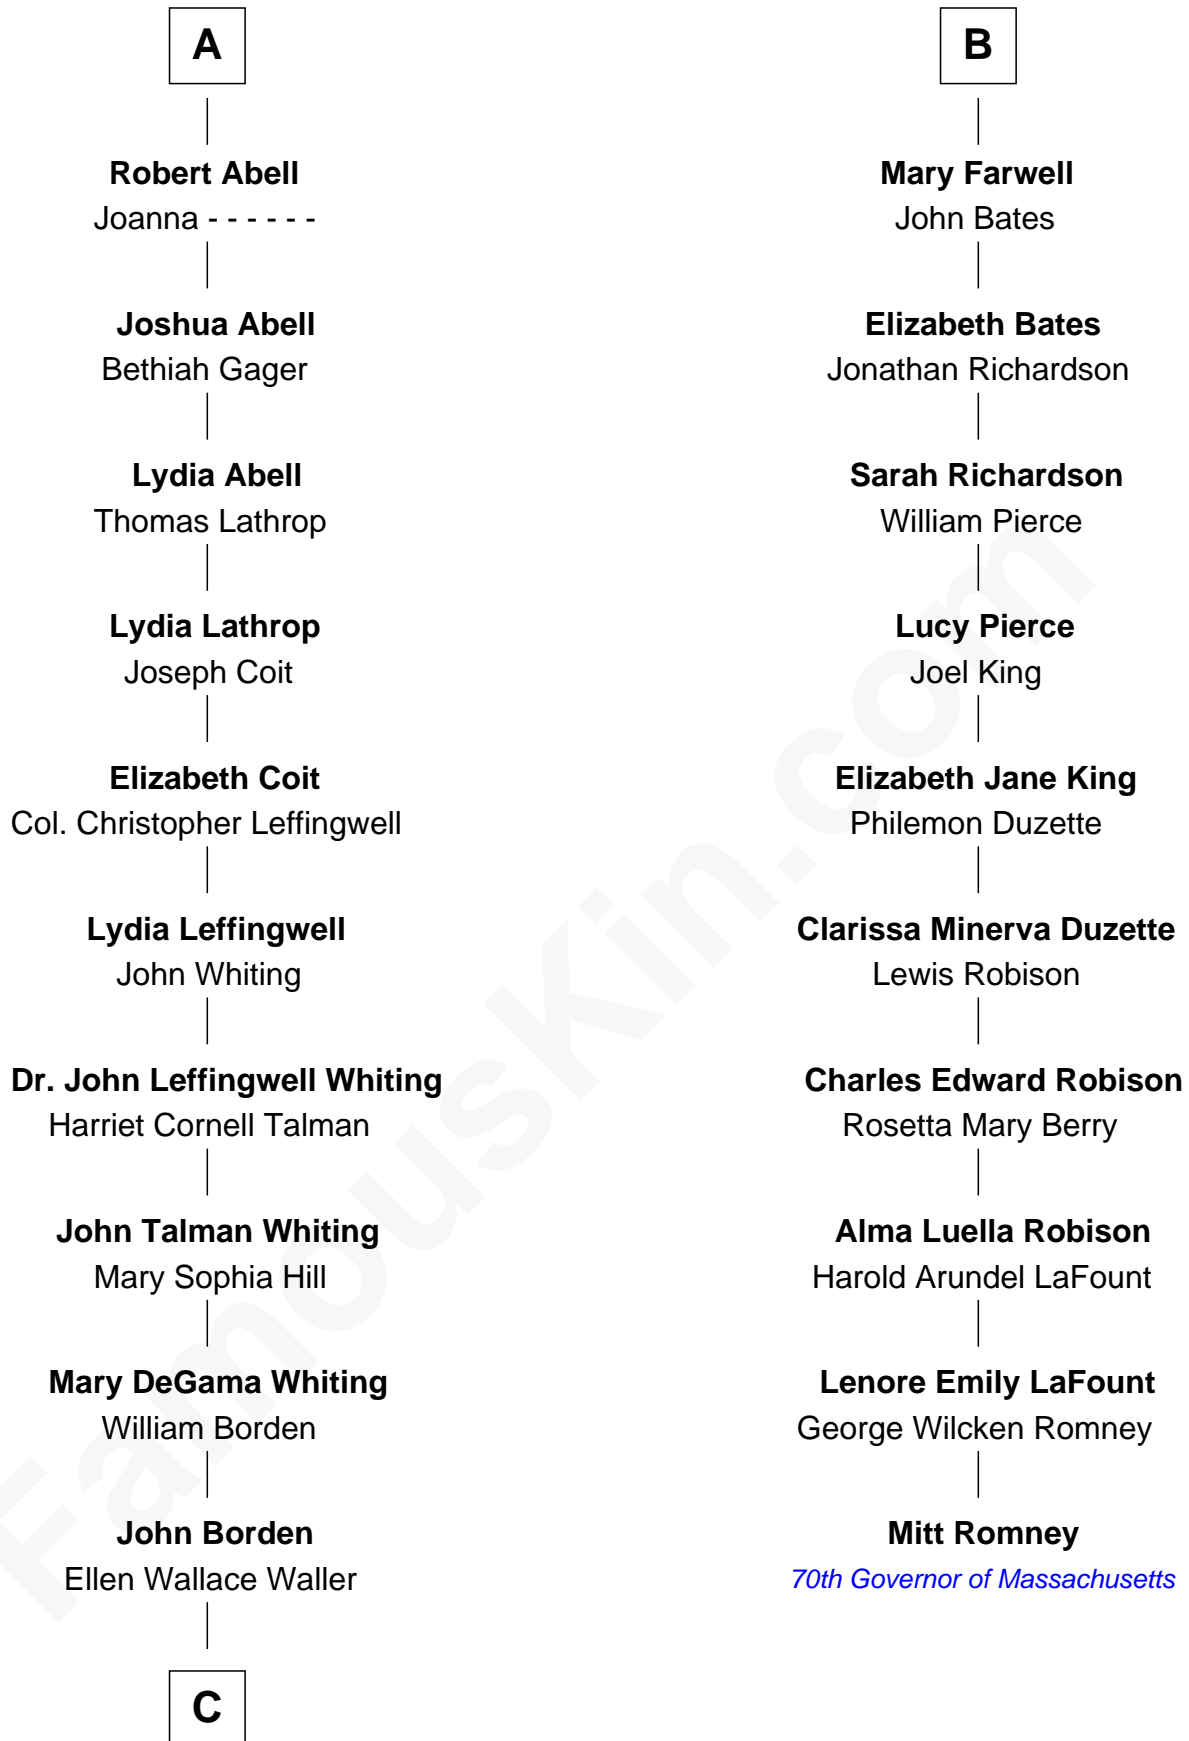 A
Robert Abell
Joanna - - - - - -
Joshua Abell
Bethiah Gager
Lydia Abell
Thomas Lathrop
Lydia Lathrop
Joseph Coit
Elizabeth Coit
Col. Christopher Leffingwell
Lydia Leffingwell
John Whiting
Dr. John Leffingwell Whiting
Harriet Cornell Talman
John Talman Whiting
Mary Sophia Hill
Mary DeGama Whiting
William Borden
John Borden
Ellen Wallace Waller
C
B
Mary Farwell
John Bates
Elizabeth Bates
Jonathan Richardson
Sarah Richardson
William Pierce
Lucy Pierce
Joel King
Elizabeth Jane King
Philemon Duzette
Clarissa Minerva Duzette
Lewis Robison
Charles Edward Robison
Rosetta Mary Berry
Alma Luella Robison
Harold Arundel LaFount
Lenore Emily LaFount
George Wilcken Romney
Mitt Romney
70th Governor of Massachusetts
FamousKin.com